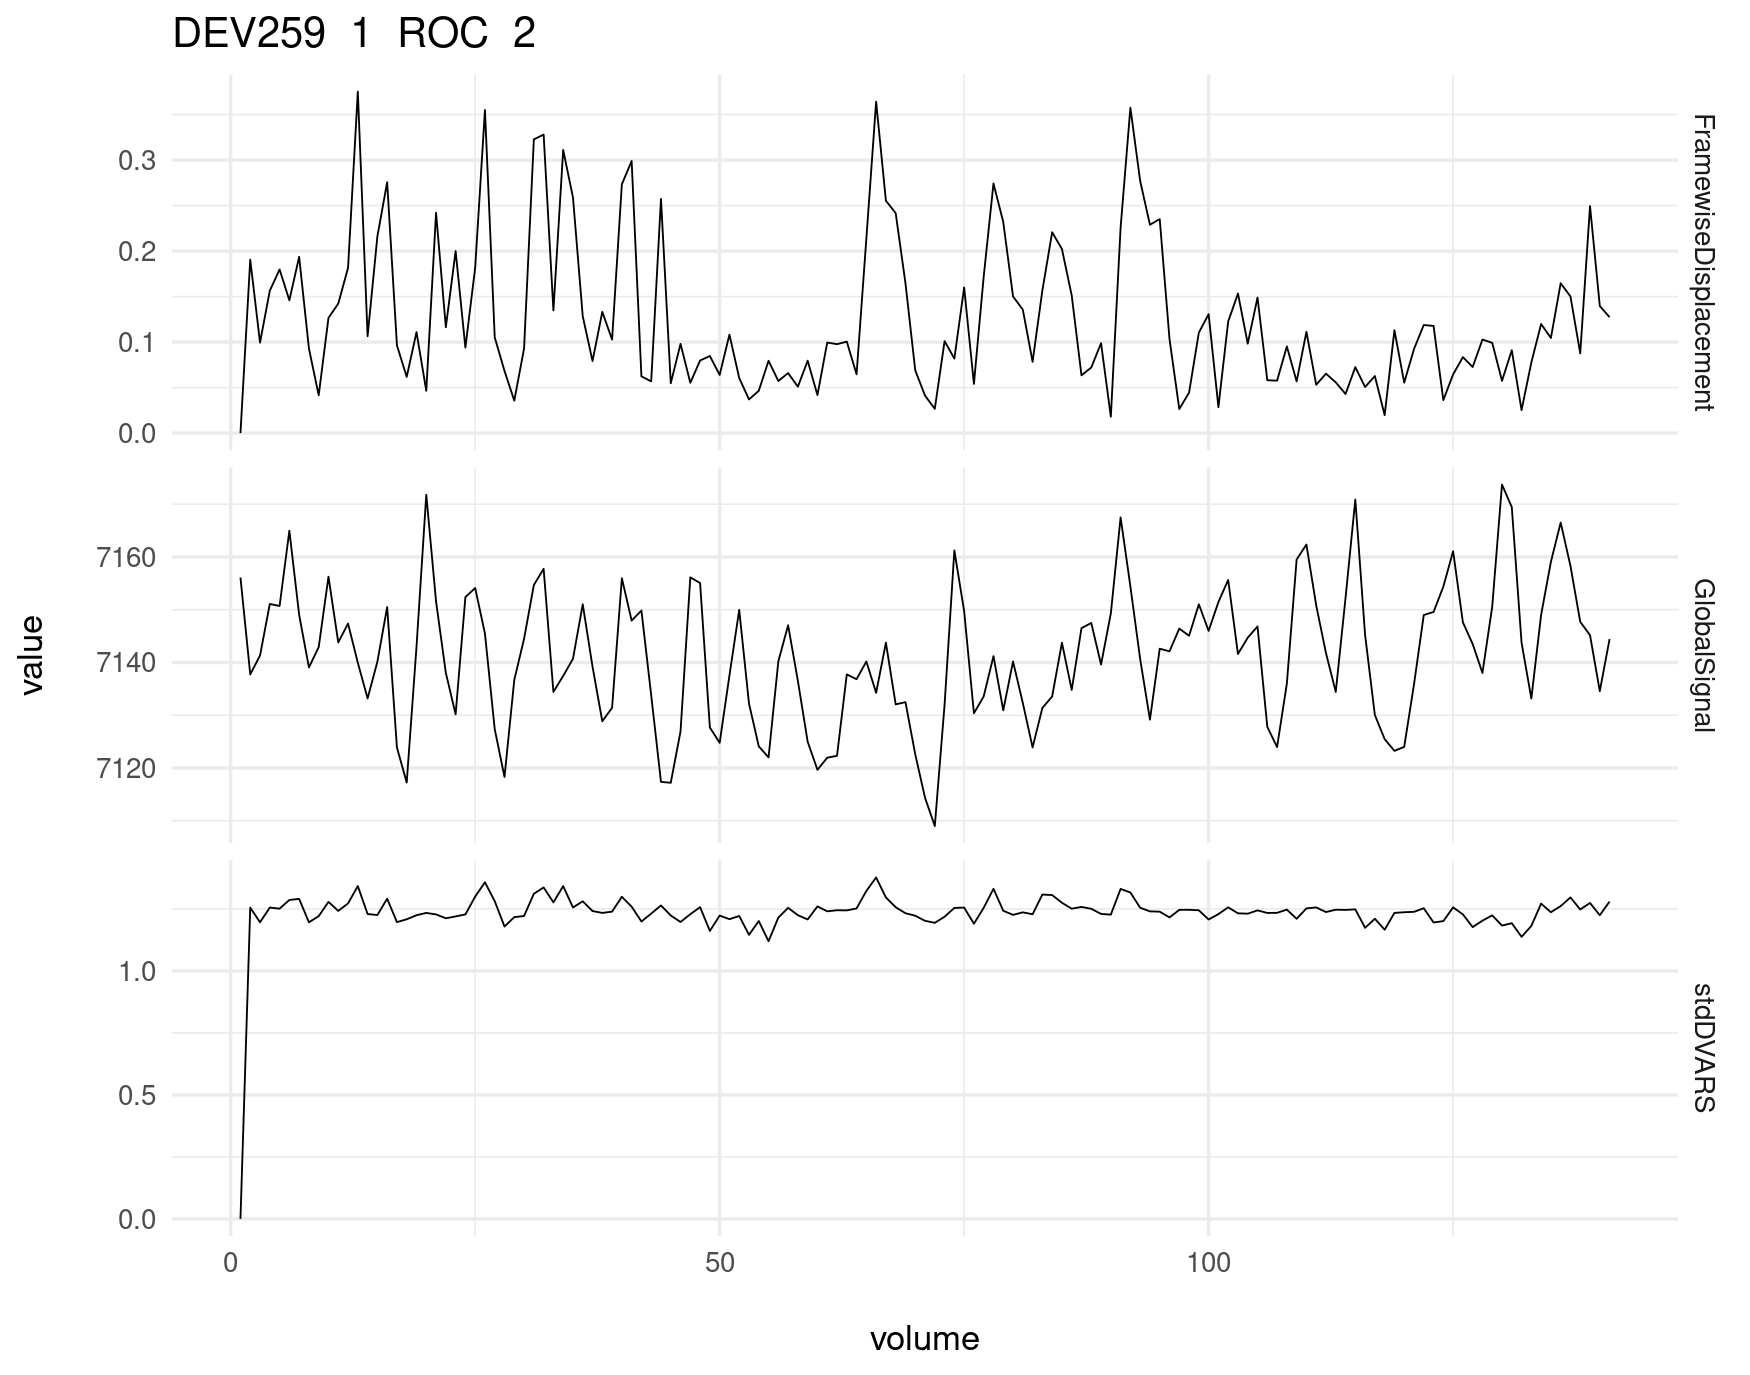 DEV259 1 ROC 2
0.3
0.2
0.1
0.0
FramewiseDisplacement
7160
7140
7120
GlobalSignal
value
1.0
0.5
0.0
stdDVARS
0 50 100
volume